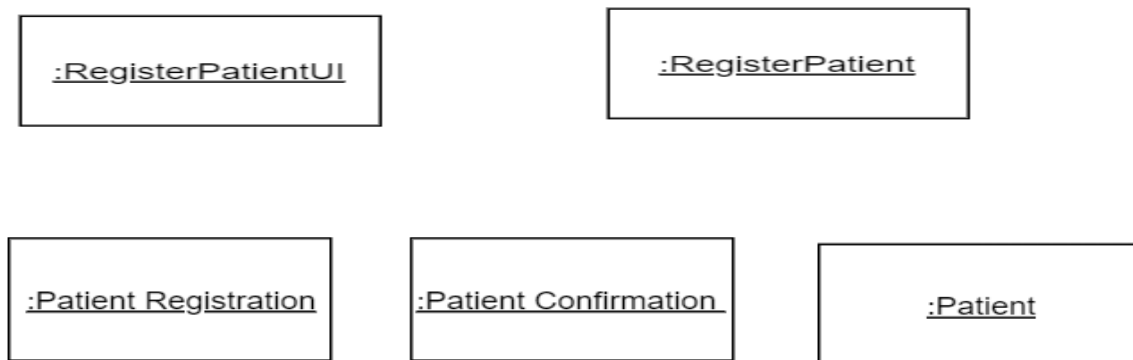 :RegisterPatientUI
:RegisterPatient
:Patient Registration
:Patient Confirmation
:Patient